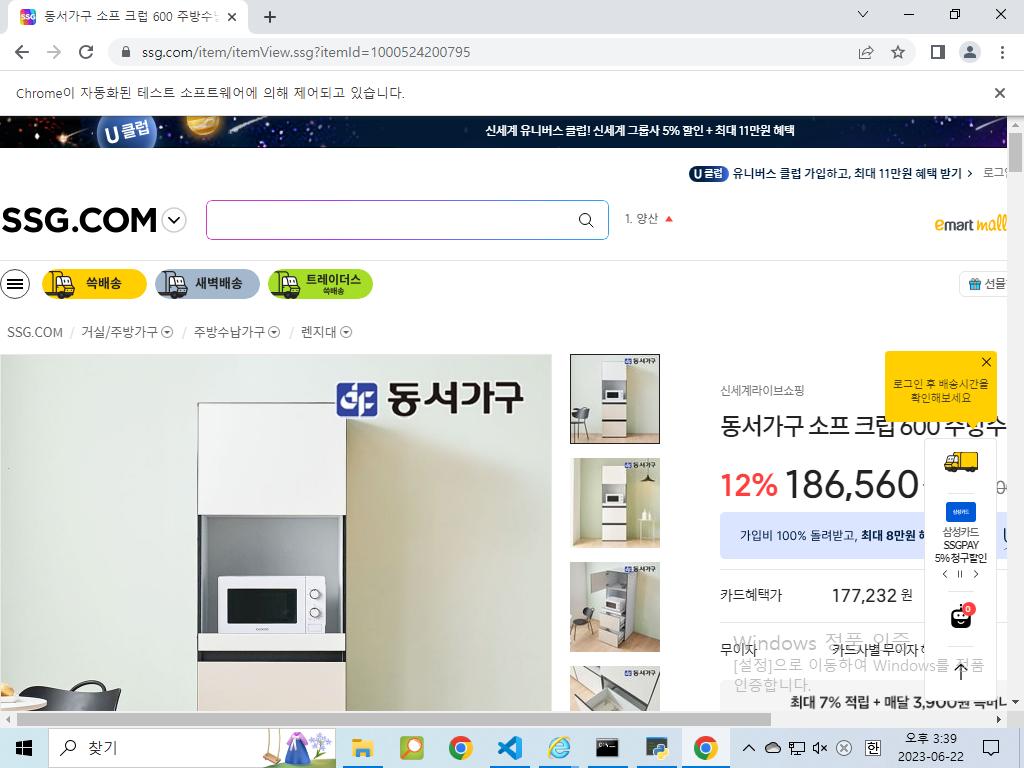 동서가구 소프 크럽 600 주방수납
ssg.com/item/itemView.ssg?itemId=1000524200795
Chrome이 자동화된 테스트 소프트웨어에 의해 제어되고 있습니다.
U 클럽
신세계 유니버스 클럽! 신세계 그룹사 5% 할인 + 최대 11만원 혜택
U 클럽 유니버스 클럽 가입하고, 최대 11만원 혜택 받기 >
로그인
SSG.COM
1. 양산
emart mall
쓱배송
새벽배송
트레이더스
쓱배송
선물
SSG.COM / 거실/주방가구 / 주방수납가구 / 렌지대
동서가구
신세계라이브쇼핑
로그인 후 배송시간을
확인해보세요
동서가구 소프 크럽 600 주방수
12% 186,560
가입비 100% 돌려받고, 최대 8만원
삼성카드
삼성카드
SSGPAY
5% 청구할인
카드혜택가 177,232 원
0
무이자 카드사별 무이자
Windows 정품 인증
[설정]으로 이동하여 Windows를 정품
인증합니다.
최대 7% 적립 + 매달 3,900원
찾기
한
오후 3:39
2023-06-22